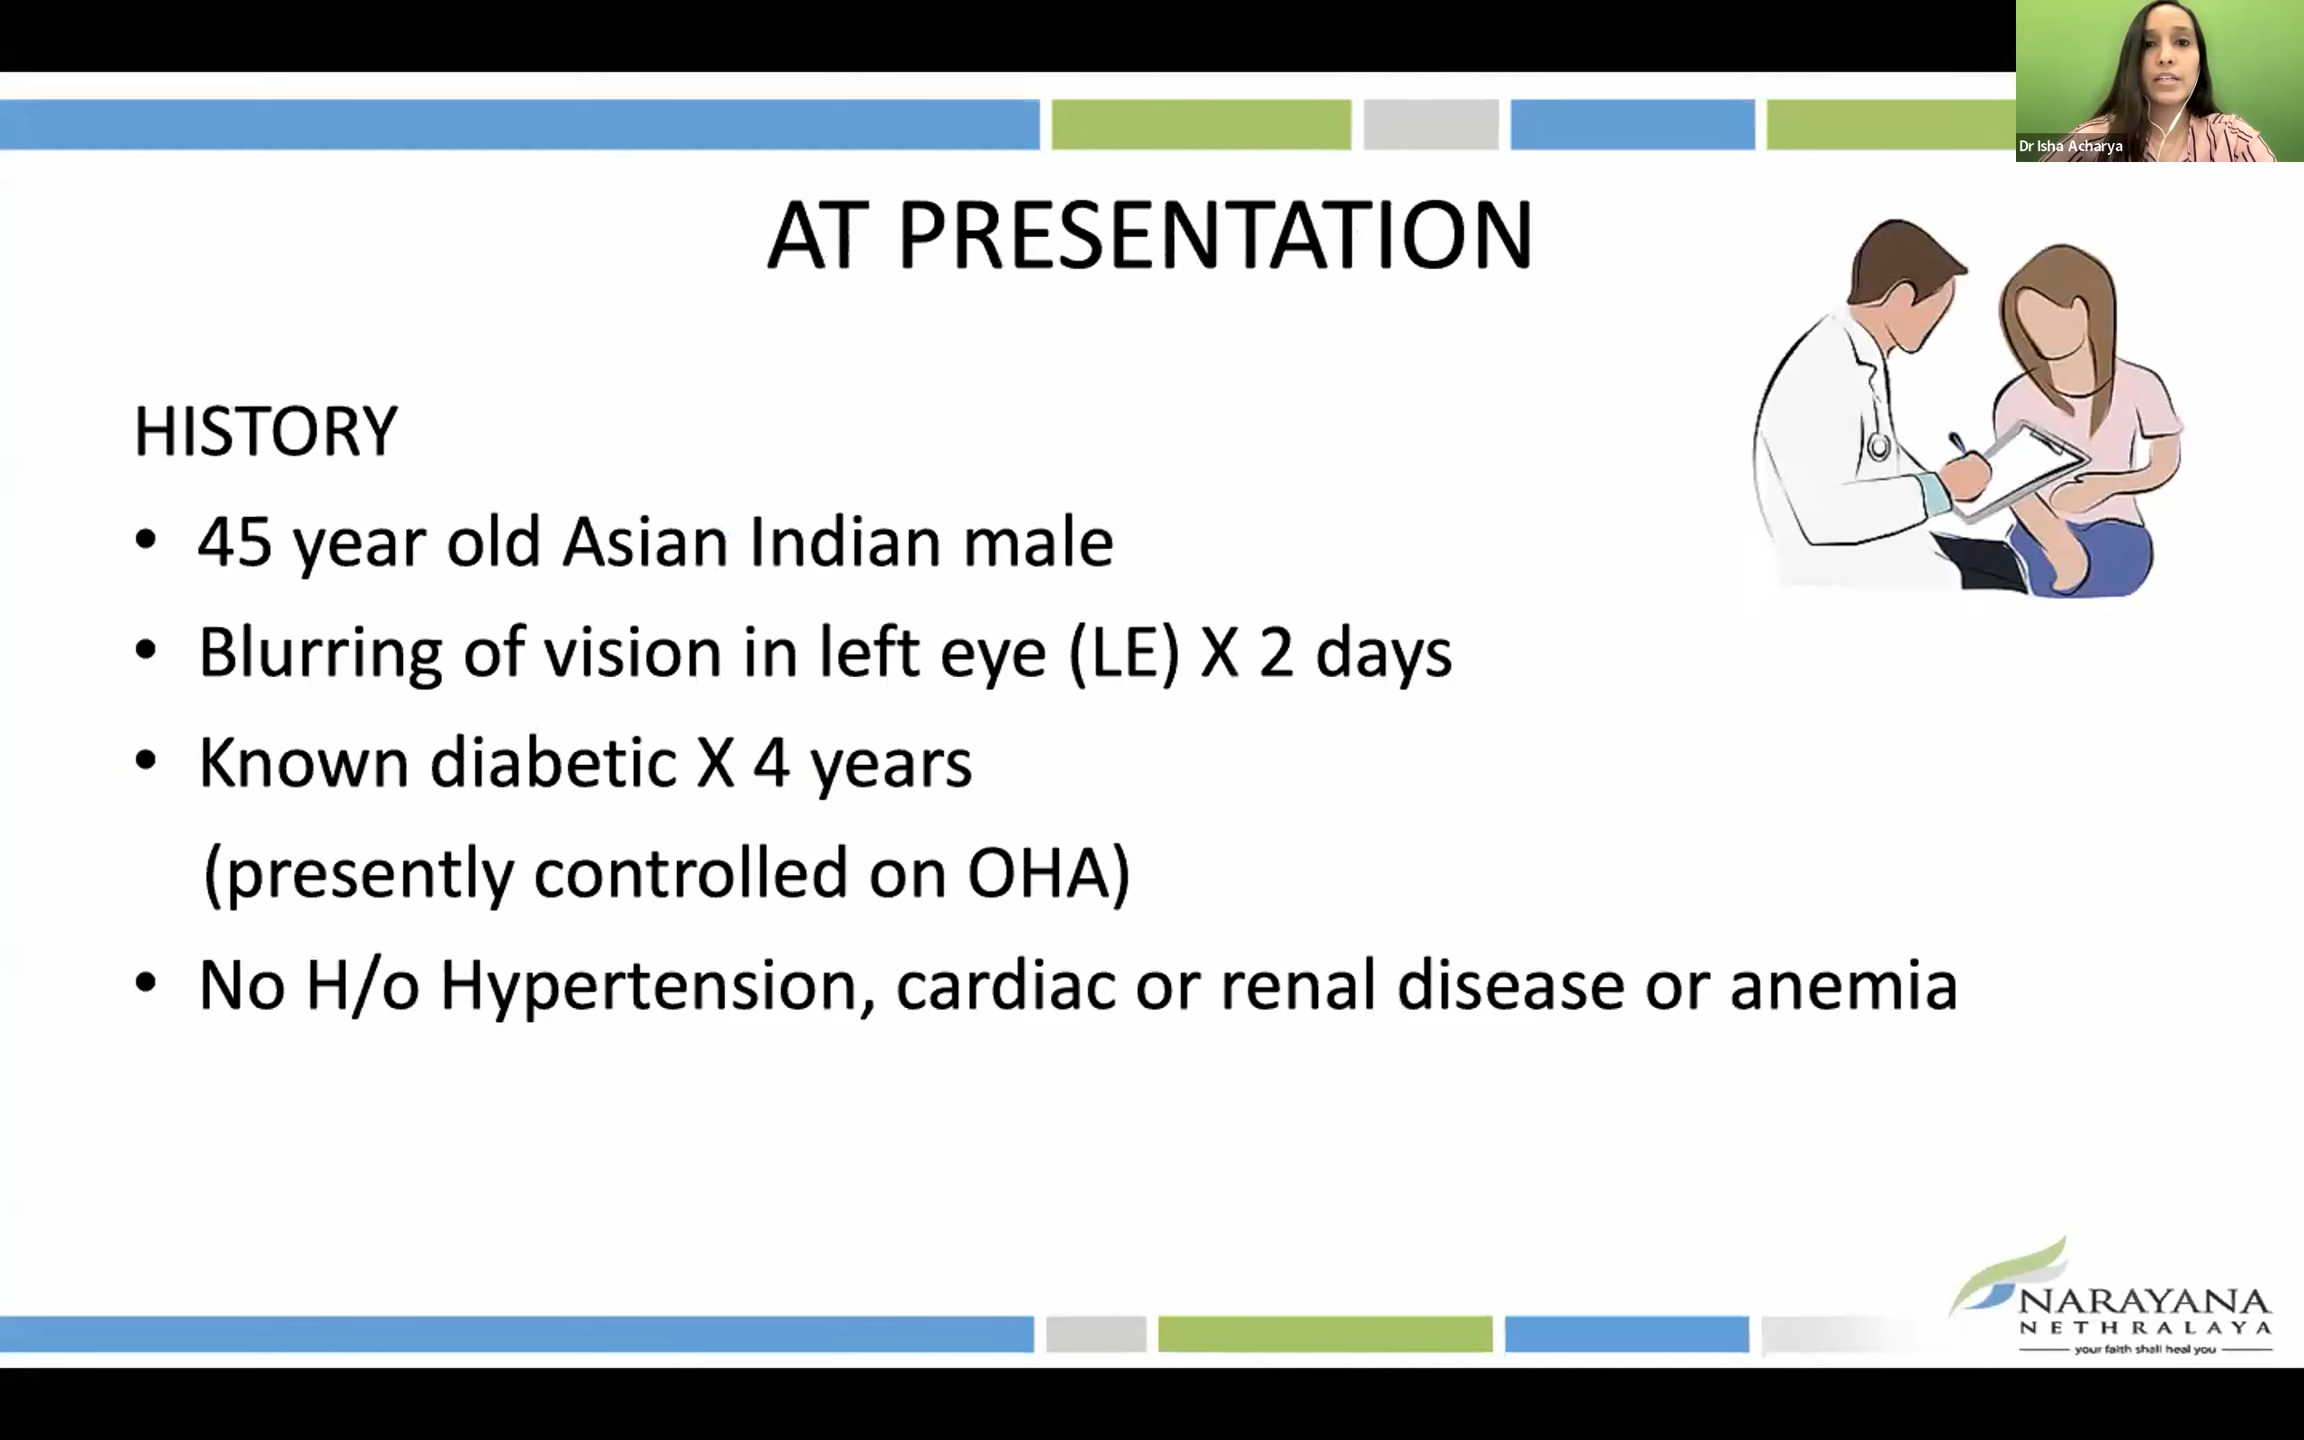 Dr Isha Acharya
AT PRESENTATION
HISTORY
• 45 year old Asian Indian male
• Blurring of vision in left eye (LE) X 2 days
• Known diabetic X 4 years
(presently controlled on OHA)
• No H/o Hypertension, cardiac or renal disease or anemia
NARAYANA
NETHRALAYA
your faith shall heal you